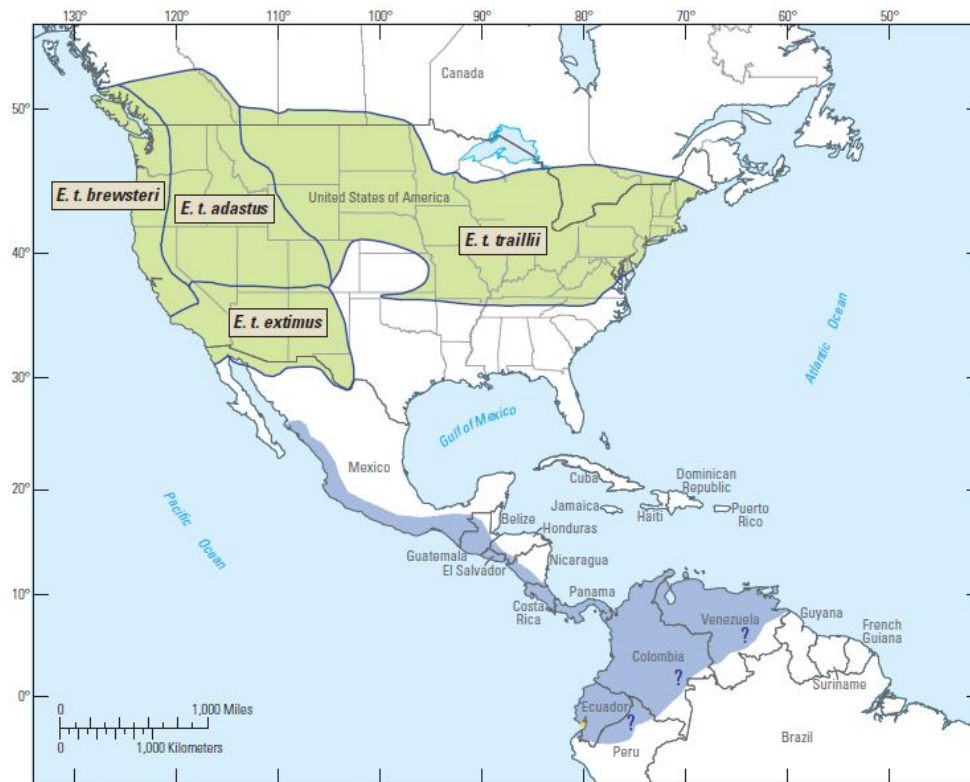 130° 120° 110° 100° 90° 80° 70° 60° 50°
Canada
50°
E. t. brewsteri
E. t. adastus
United States of America
E. t. traillii
40°
E. t. extimus
Atlantic Ocean
30°
Gulf of Mexico
Mexico
Cuba
Dominican
Republic
20°
Jamaica
Haiti
Puerto
Rico
Belize
Honduras
Pacific Ocean
Guatemala
El Salvador
Nicaragua
10°
Costa
Rica
Panama
Venezuela
?
Guyana
French
Guiana
Colombia
?
Suriname
0°
Ecuador
?
0 1,000 Miles
0 1,000 Kilometers
Peru
Brazil